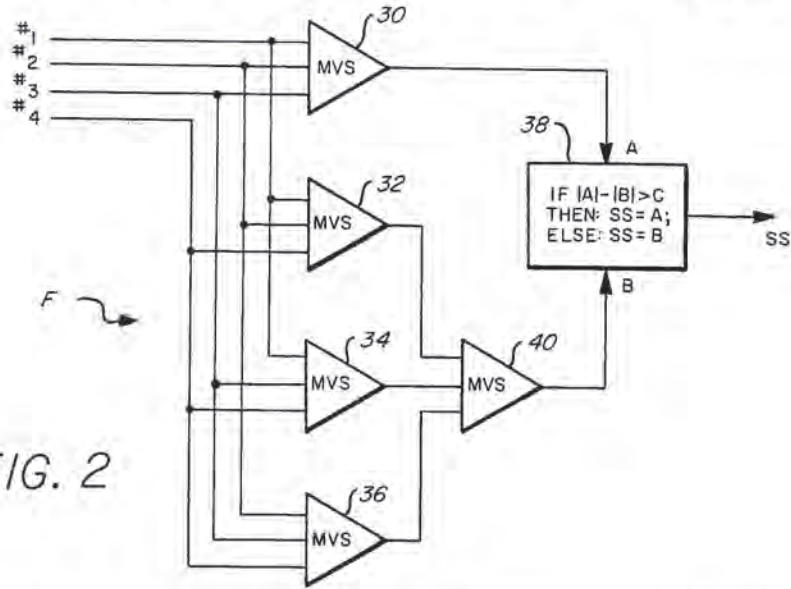 #1
#2
#3
#4
30
MVS
38
A
32
MVS
IF |A|-|B|>C
THEN: SS=A;
ELSE: SS=B
SS
B
F
34
MVS
40
MVS
FIG. 2
36
MVS